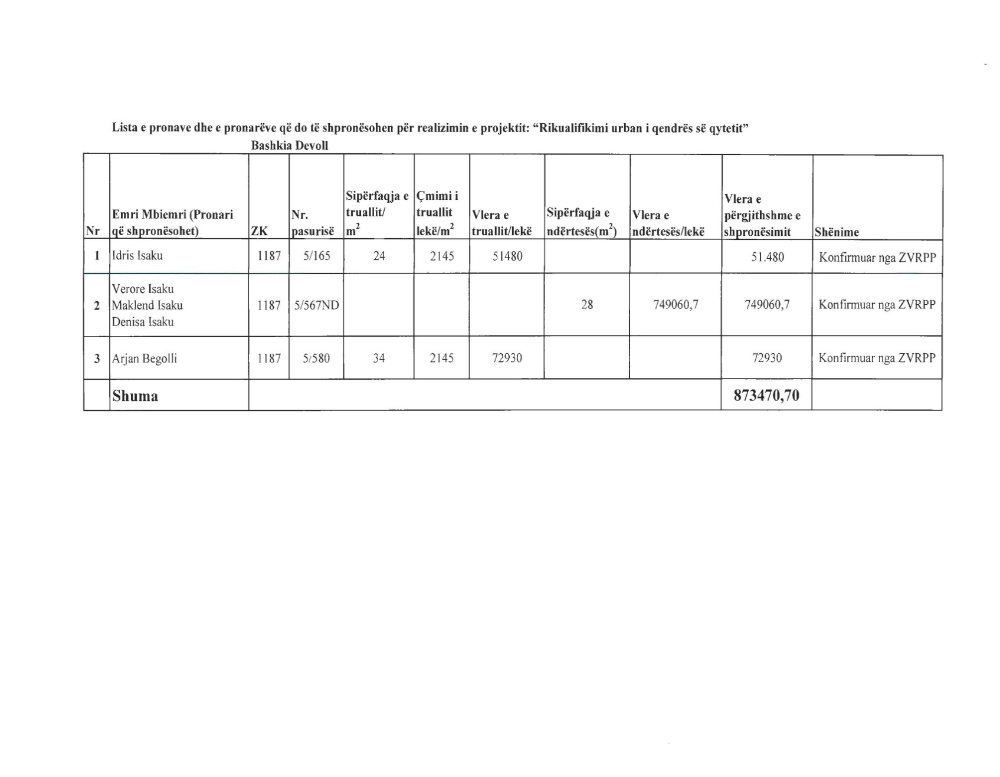 Lista e pronave dhe e pronarëve që do të shpronësohen për realizimin e projektit: “Rikualifikimi urban i qendrës së qytetit”
Bashkia Devoll
Nr Emri Mbiemri (Pronari që shpronësohet) ZK Nr. pasurisë Sipërfaqja e truallit/ m² Çmimi i truallit lekë/m² Vlera e truallit/lekë Sipërfaqja e ndërtesës(m²) Vlera e ndërtesës/lekë Vlera e përgjithshme e shpronësimit Shënime
1 Idris Isaku 1187 5/165 24 2145 51480 51.480 Konfirmuar nga ZVRPP
Verore Isaku
2 Maklend Isaku 1187 5/567ND 28 749060,7 749060,7 Konfirmuar nga ZVRPP
Denisa Isaku
3 Arjan Begolli 1187 5/580 34 2145 72930 72930 Konfirmuar nga ZVRPP
Shuma 873470,70